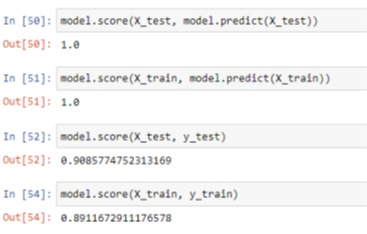 In [50]: model.score(X_test, model.predict(X_test))
Out[50]: 1.0
In [51]: model.score(X_train, model.predict(X_train))
Out[51]: 1.0
In [52]: model.score(X_test, y_test)
Out[52]: 0.9085774752313169
In [54]: model.score(X_train, y_train)
Out[54]: 0.8911672911176578